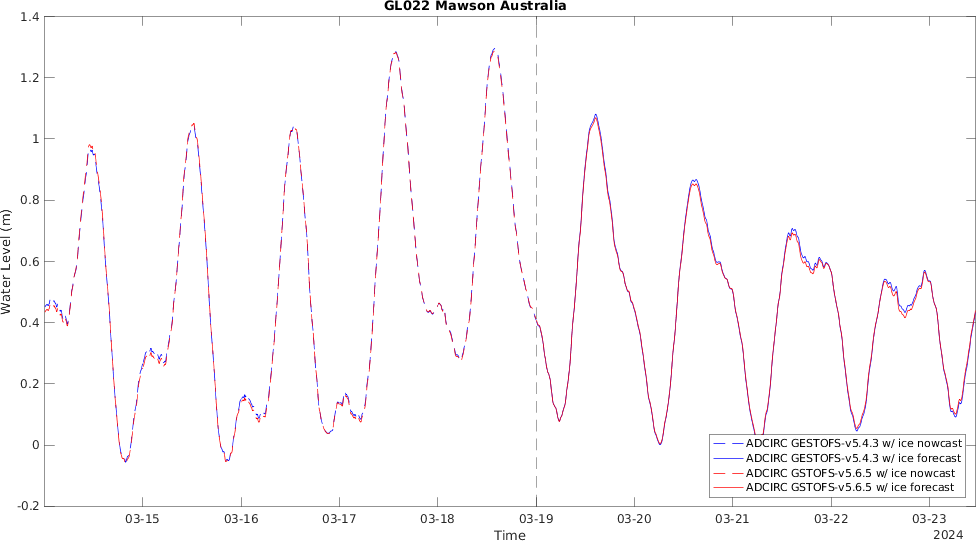 GL022 Mawson Australia
1.4
1.2
1
0.8
0.6
0.4
0.2
0
-0.2
Water Level (m)
03-15 03-16 03-17 03-18 03-19 03-20 03-21 03-22 03-23
Time
2024
ADCIRC GESTOFS-v5.4.3 w/ ice nowcast
ADCIRC GESTOFS-v5.4.3 w/ ice forecast
ADCIRC GSTOFS-v5.6.5 w/ ice nowcast
ADCIRC GSTOFS-v5.6.5 w/ ice forecast